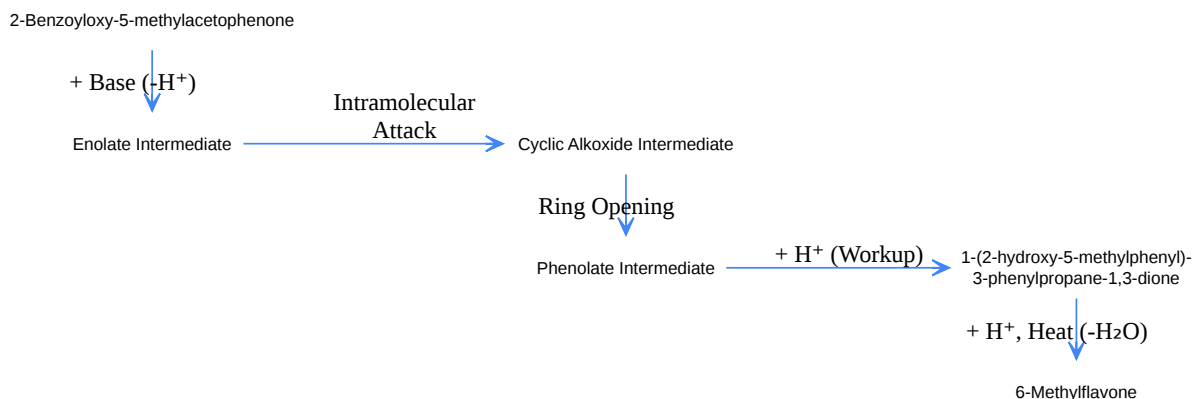 2-Benzoyloxy-5-methylacetophenone
+ Base (-H⁺)
Intramolecular
Attack
Enolate Intermediate
Cyclic Alkoxide Intermediate
Ring Opening
Phenolate Intermediate
+ H⁺ (Workup)
1-(2-hydroxy-5-methylphenyl)-
3-phenylpropane-1,3-dione
+ H⁺, Heat (-H₂O)
6-Methylflavone